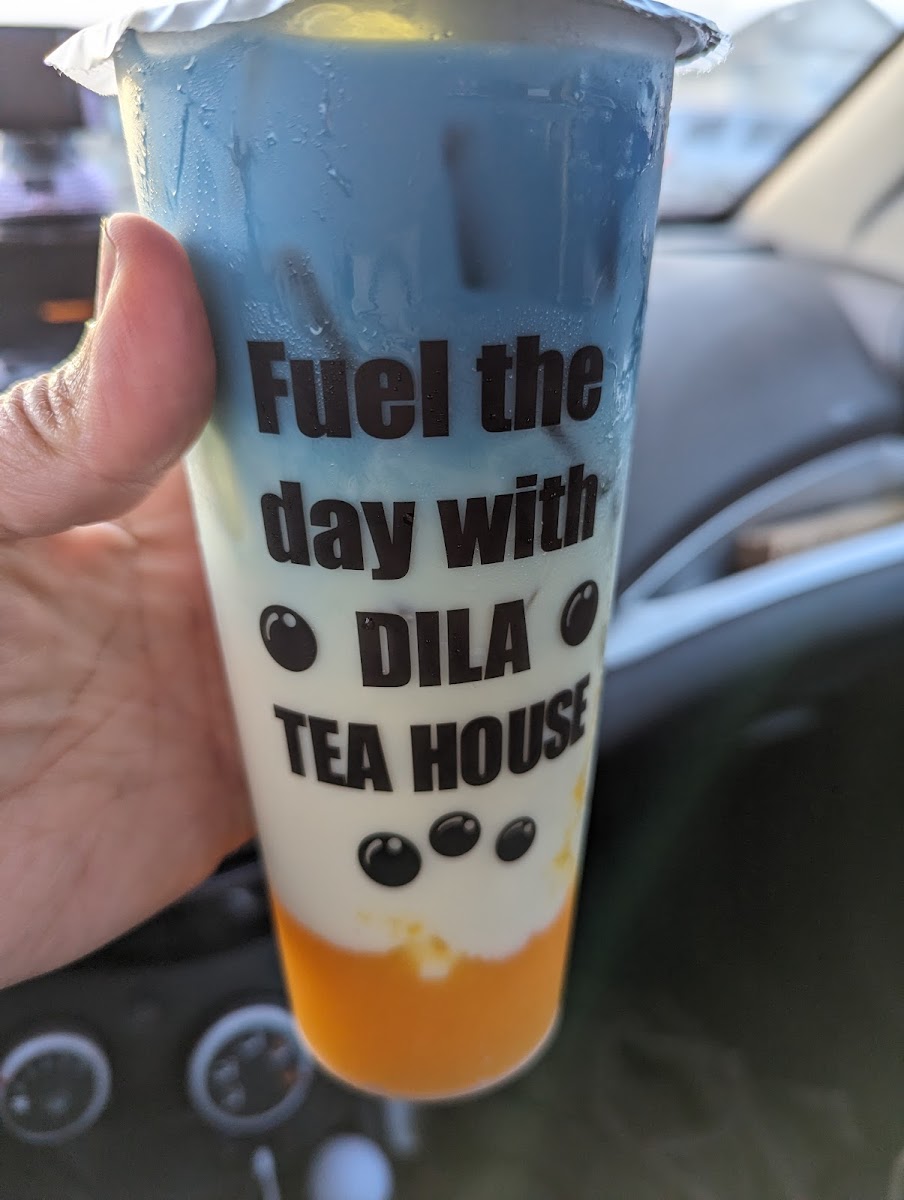 Fuel the
day with
DILA
TEA HOUSE